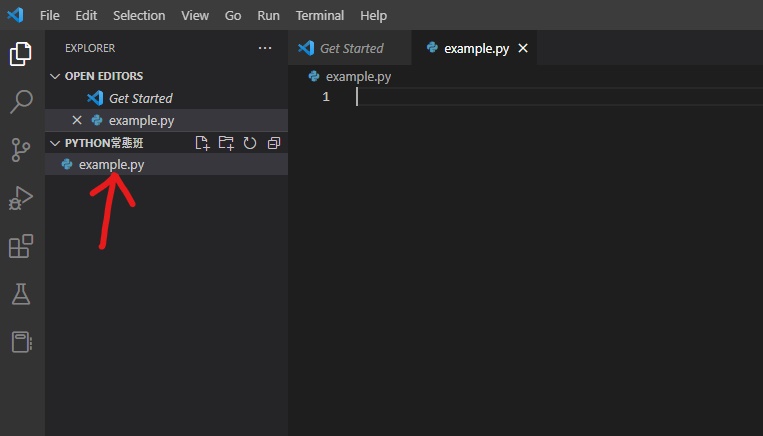 File Edit Selection View Go Run Terminal Help
EXPLORER
OPEN EDITORS
Get Started
example.py
PYTHON常態班
example.py
Get Started
example.py
example.py
1